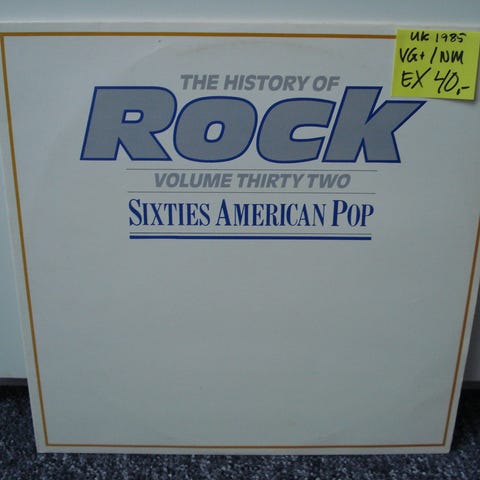 UK 1985
VG+/NM
EX 40,-
THE HISTORY OF
ROCK
VOLUME THIRTY TWO
SIXTIES AMERICAN POP